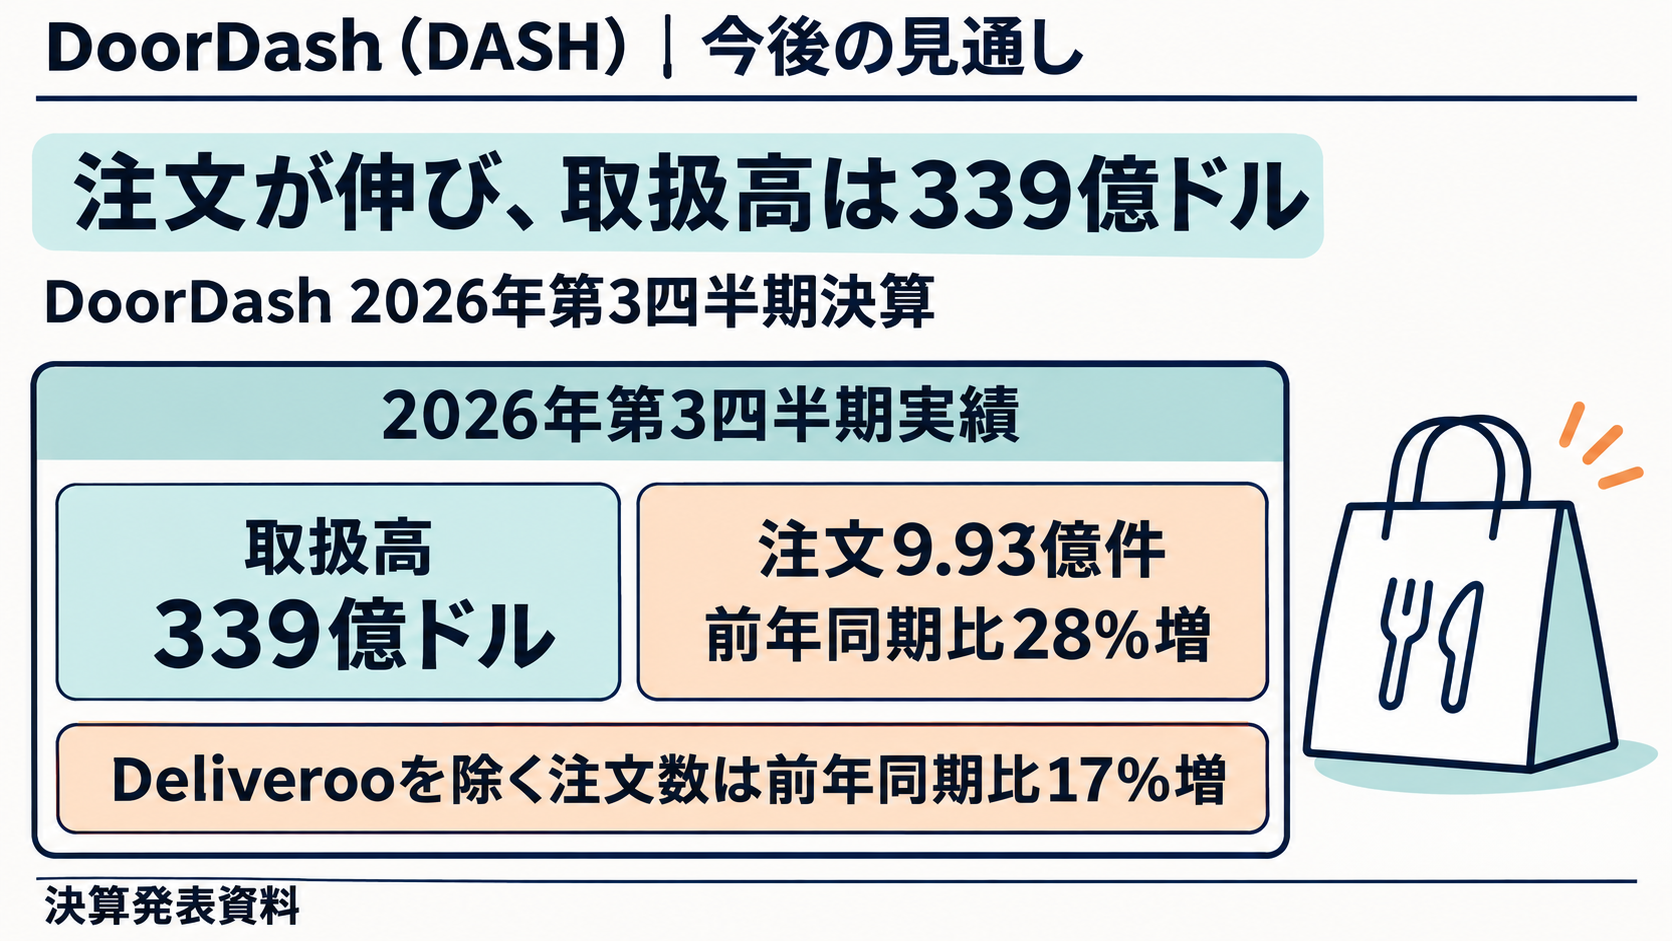 DoorDash（DASH）｜今後の見通し
注文が伸び、取扱高は339億ドル
DoorDash 2026年第3四半期決算
2026年第3四半期実績
取扱高
339億ドル
注文9.93億件
前年同期比28%増
Deliverooを除く注文数は前年同期比17%増
決算発表資料